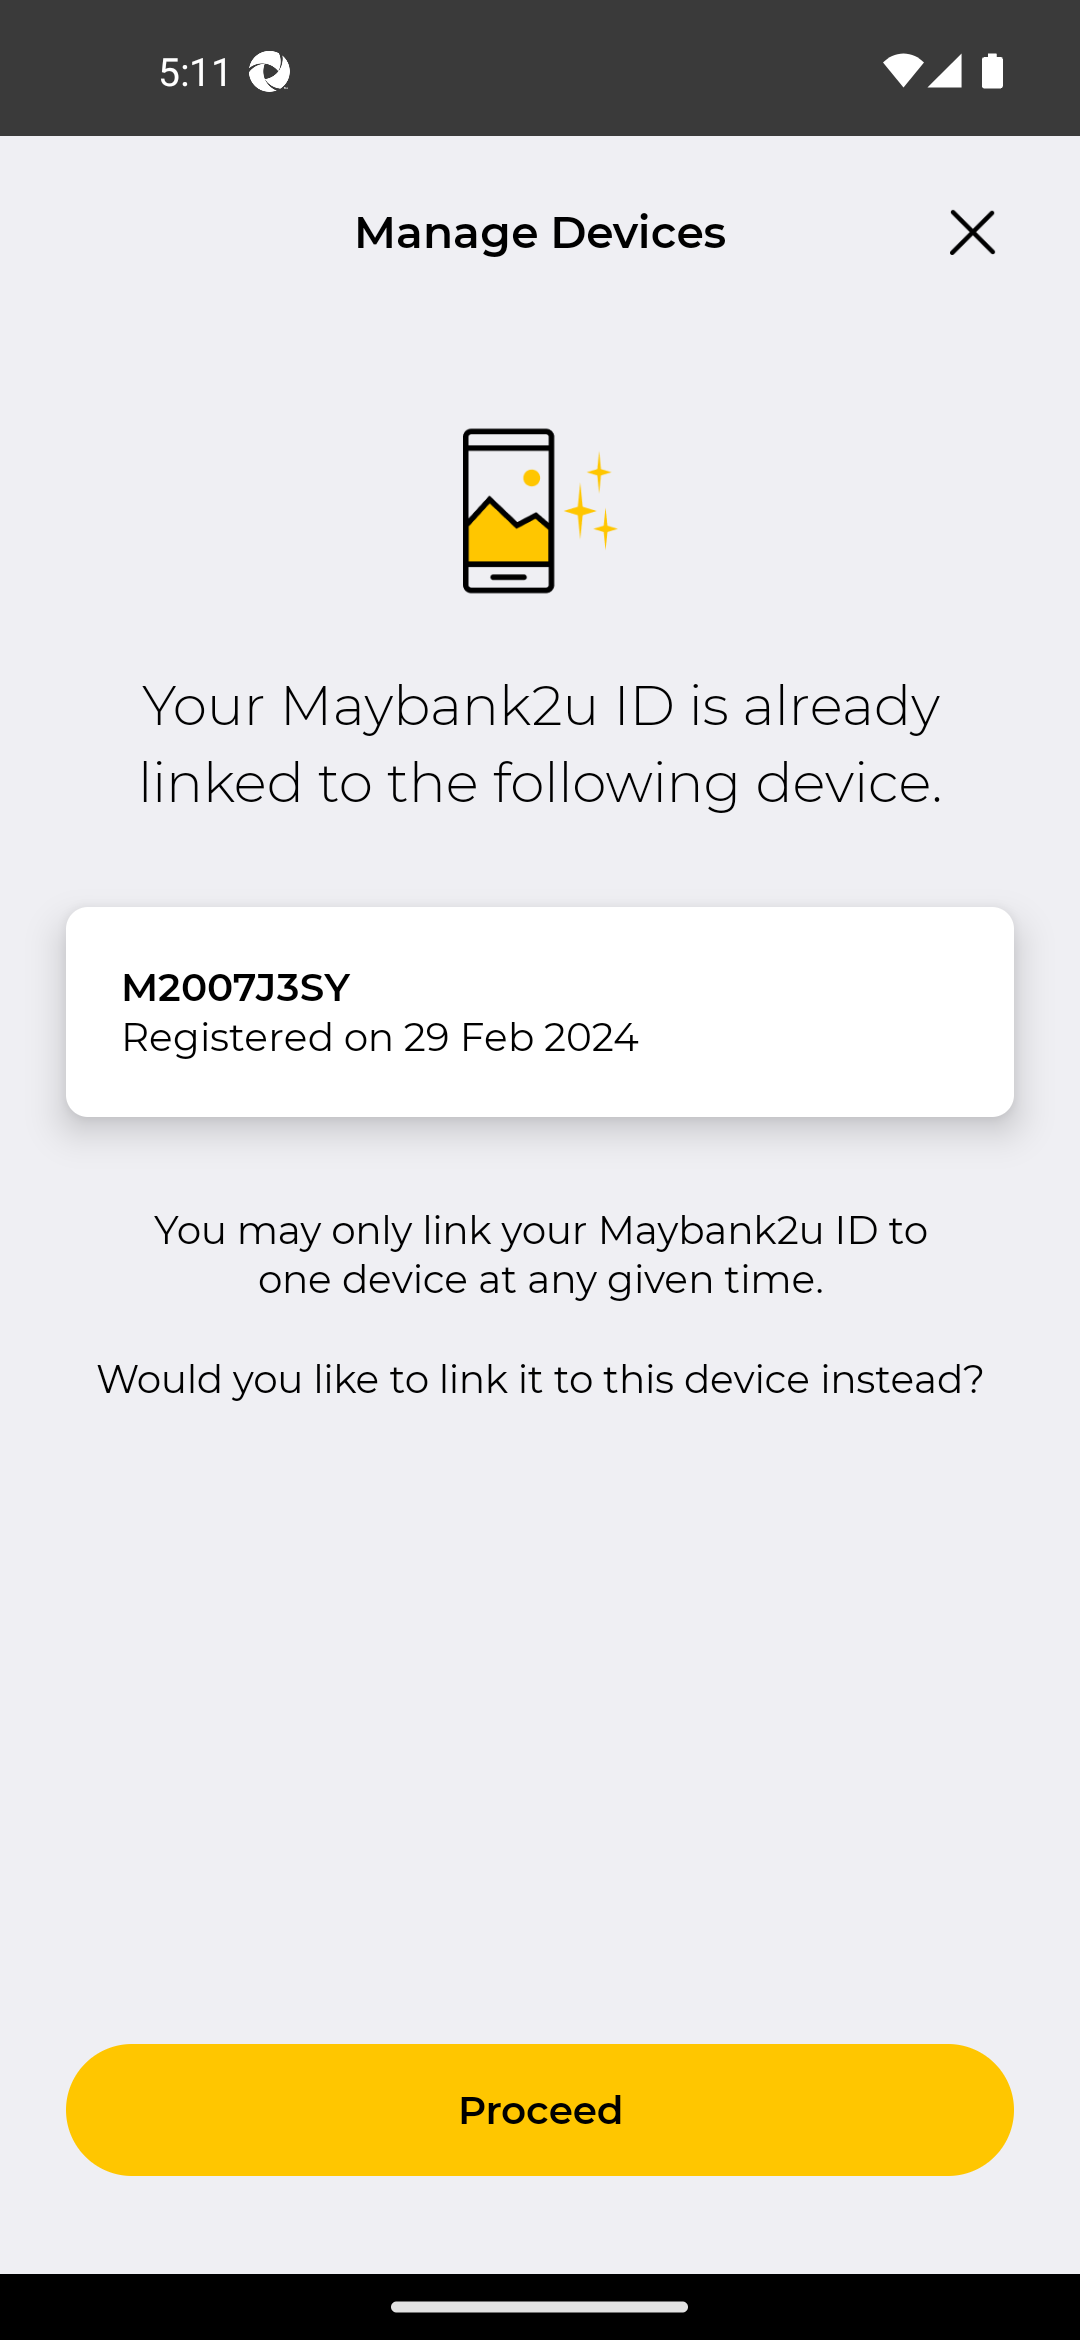 5:11
Manage Devices
Your Maybank2u ID is already
linked to the following device.
M2007J3SY
Registered on 29 Feb 2024
You may only link your Maybank2u ID to
one device at any given time.
Would you like to link it to this device instead?
Proceed